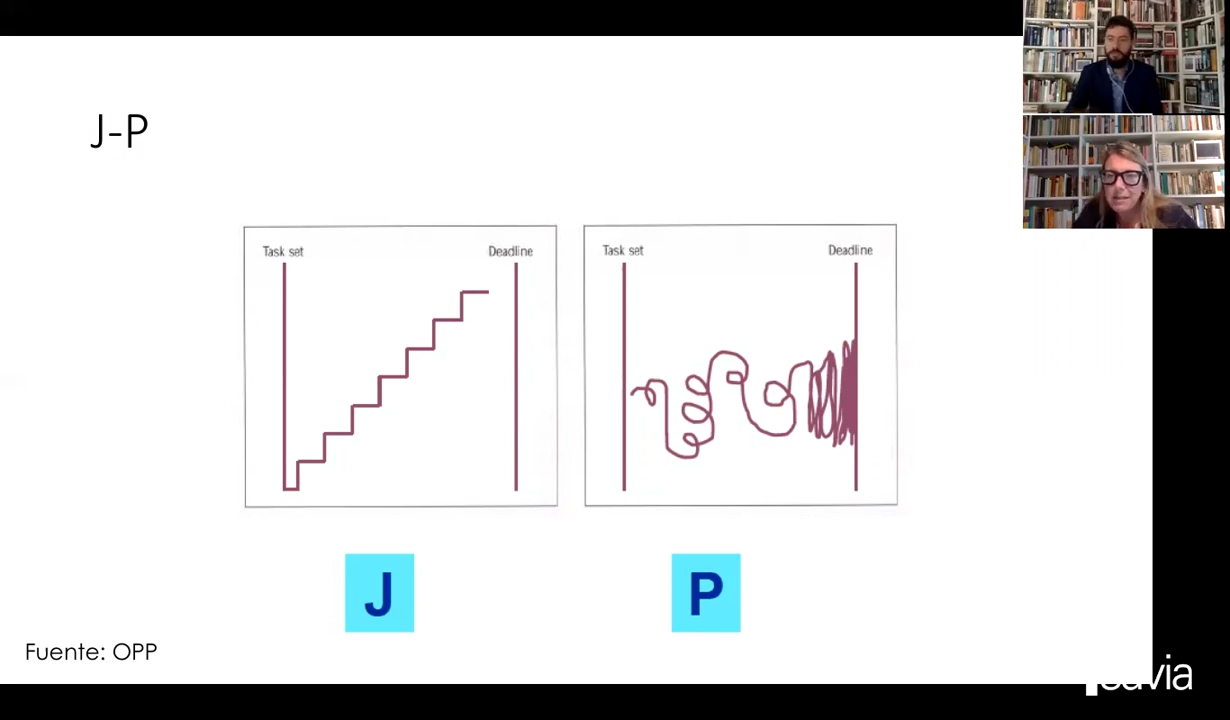 J-P
Task set
Deadline
Task set
Deadline
J
P
Fuente: OPP